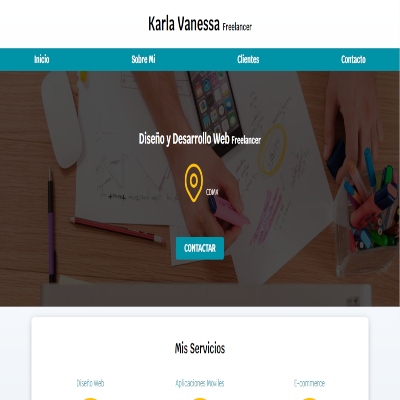 Karla Vanessa Freelancer
Inicio Sobre Mi Clientes Contacto
Diseño y Desarrollo Web Freelancer
CDMX
CONTACTAR
Mis Servicios
Diseño Web Aplicaciones Moviles E-commerce